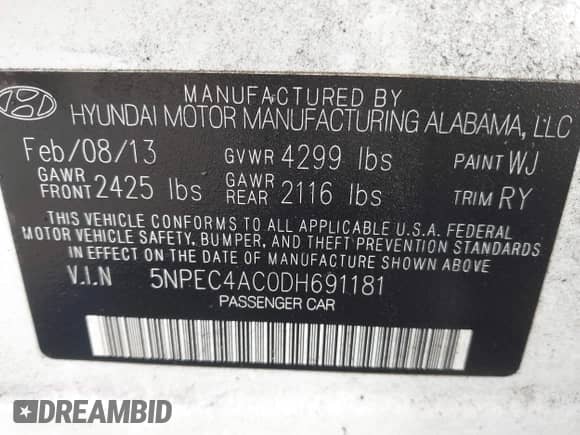 MANUFACTURED BY
HYUNDAI MOTOR MANUFACTURING ALABAMA, LLC
Feb/08/13 GVWR 4299 lbs PAINT WJ
GAWR FRONT 2425 lbs GAWR REAR 2116 lbs TRIM RY
THIS VEHICLE CONFORMS TO ALL APPLICABLE U.S.A. FEDERAL
MOTOR VEHICLE SAFETY, BUMPER, AND THEFT PREVENTION STANDARDS
IN EFFECT ON THE DATE OF MANUFACTURE SHOWN ABOVE.
V.I.N 5NPEC4AC0DH691181
PASSENGER CAR
DREAMBID